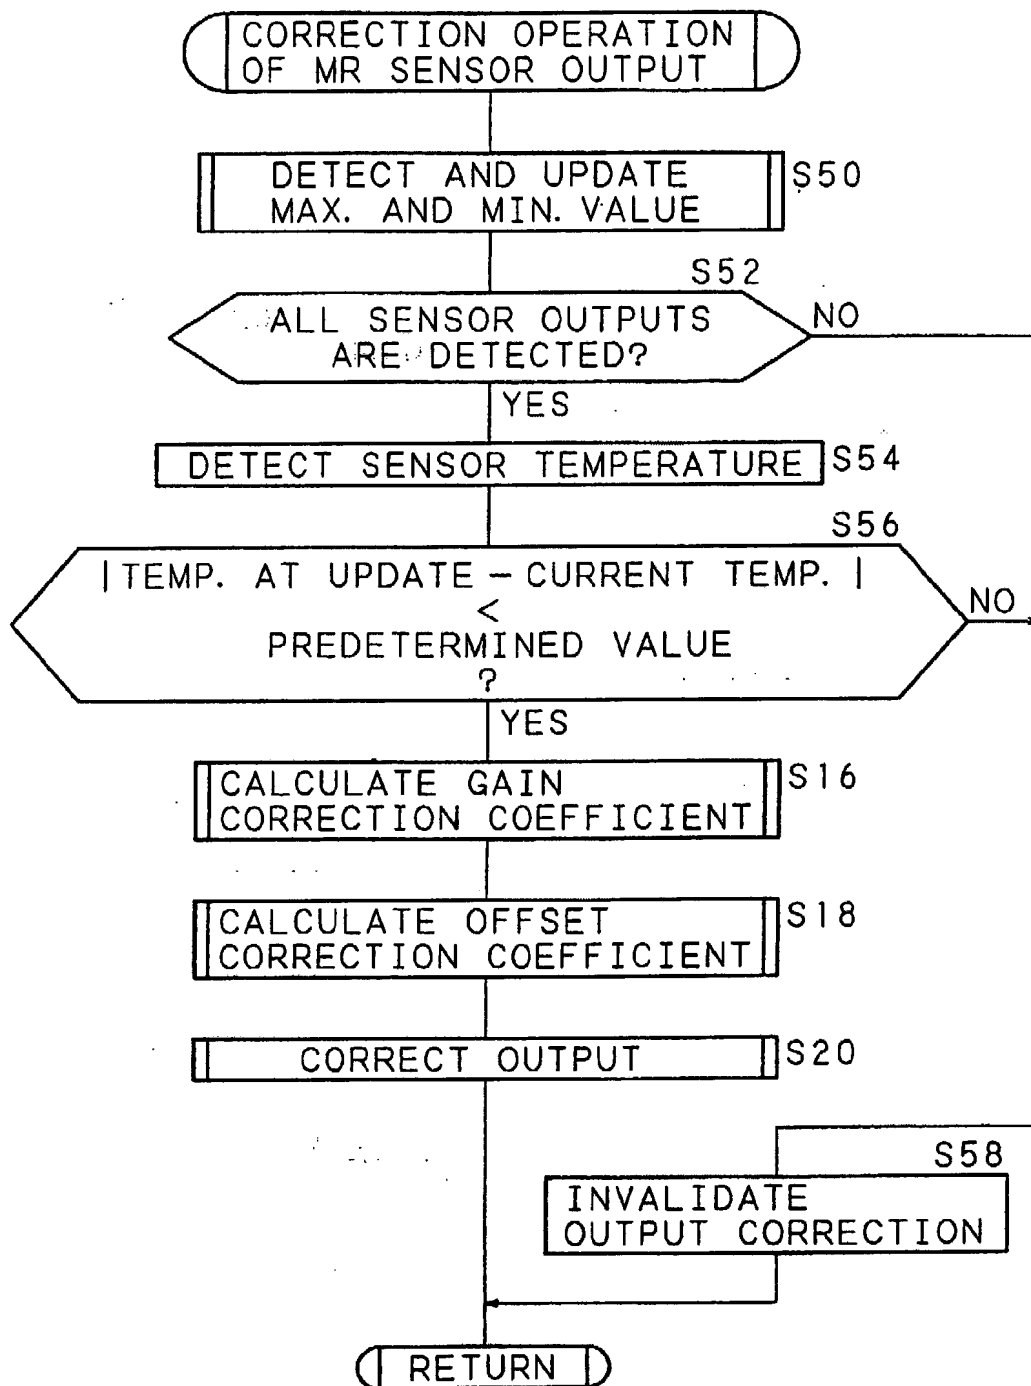 CORRECTION OPERATION
OF MR SENSOR OUTPUT
DETECT AND UPDATE
MAX. AND MIN. VALUE
S50
S52
ALL SENSOR OUTPUTS
ARE DETECTED?
NO
YES
DETECT SENSOR TEMPERATURE
S54
S56
|TEMP. AT UPDATE – CURRENT TEMP. |
<
PREDETERMINED VALUE
?
NO
YES
CALCULATE GAIN
CORRECTION COEFFICIENT
S16
CALCULATE OFFSET
CORRECTION COEFFICIENT
S18
CORRECT OUTPUT
S20
S58
INVALIDATE
OUTPUT CORRECTION
RETURN